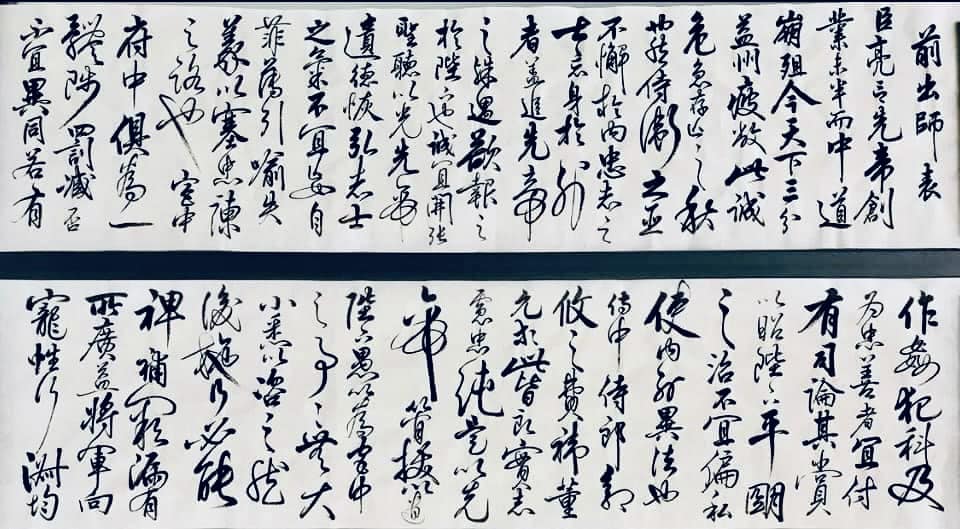 前出師表
臣亮言先帝創
業未半而中道
崩殂今天下三分
益州疲敝此誠
危急存亡之秋
也然侍衛之臣
不懈於內忠志之
士忘身於外
者蓋追先帝
之殊遇欲報之
於陛下也誠宜開張
聖聽以光先帝
遺德恢弘志士
之氣不宜妄自
菲薄引喻失
義以塞忠諫
之路也宮中
府中俱為一
體陟罰臧否
不宜異同若有
作姦犯科及
為忠善者宜付
有司論其賞
以昭陛下平明
之治不宜偏私
使內外異法也
侍中侍郎郭
攸之費禕董
允等此皆良實志
慮忠純是以先
帝簡拔以遺
陛下愚以為宮中
之事事無大
小悉以咨之然
後施行必能
裨補闕漏有
所廣益將軍向
寵性行淑均